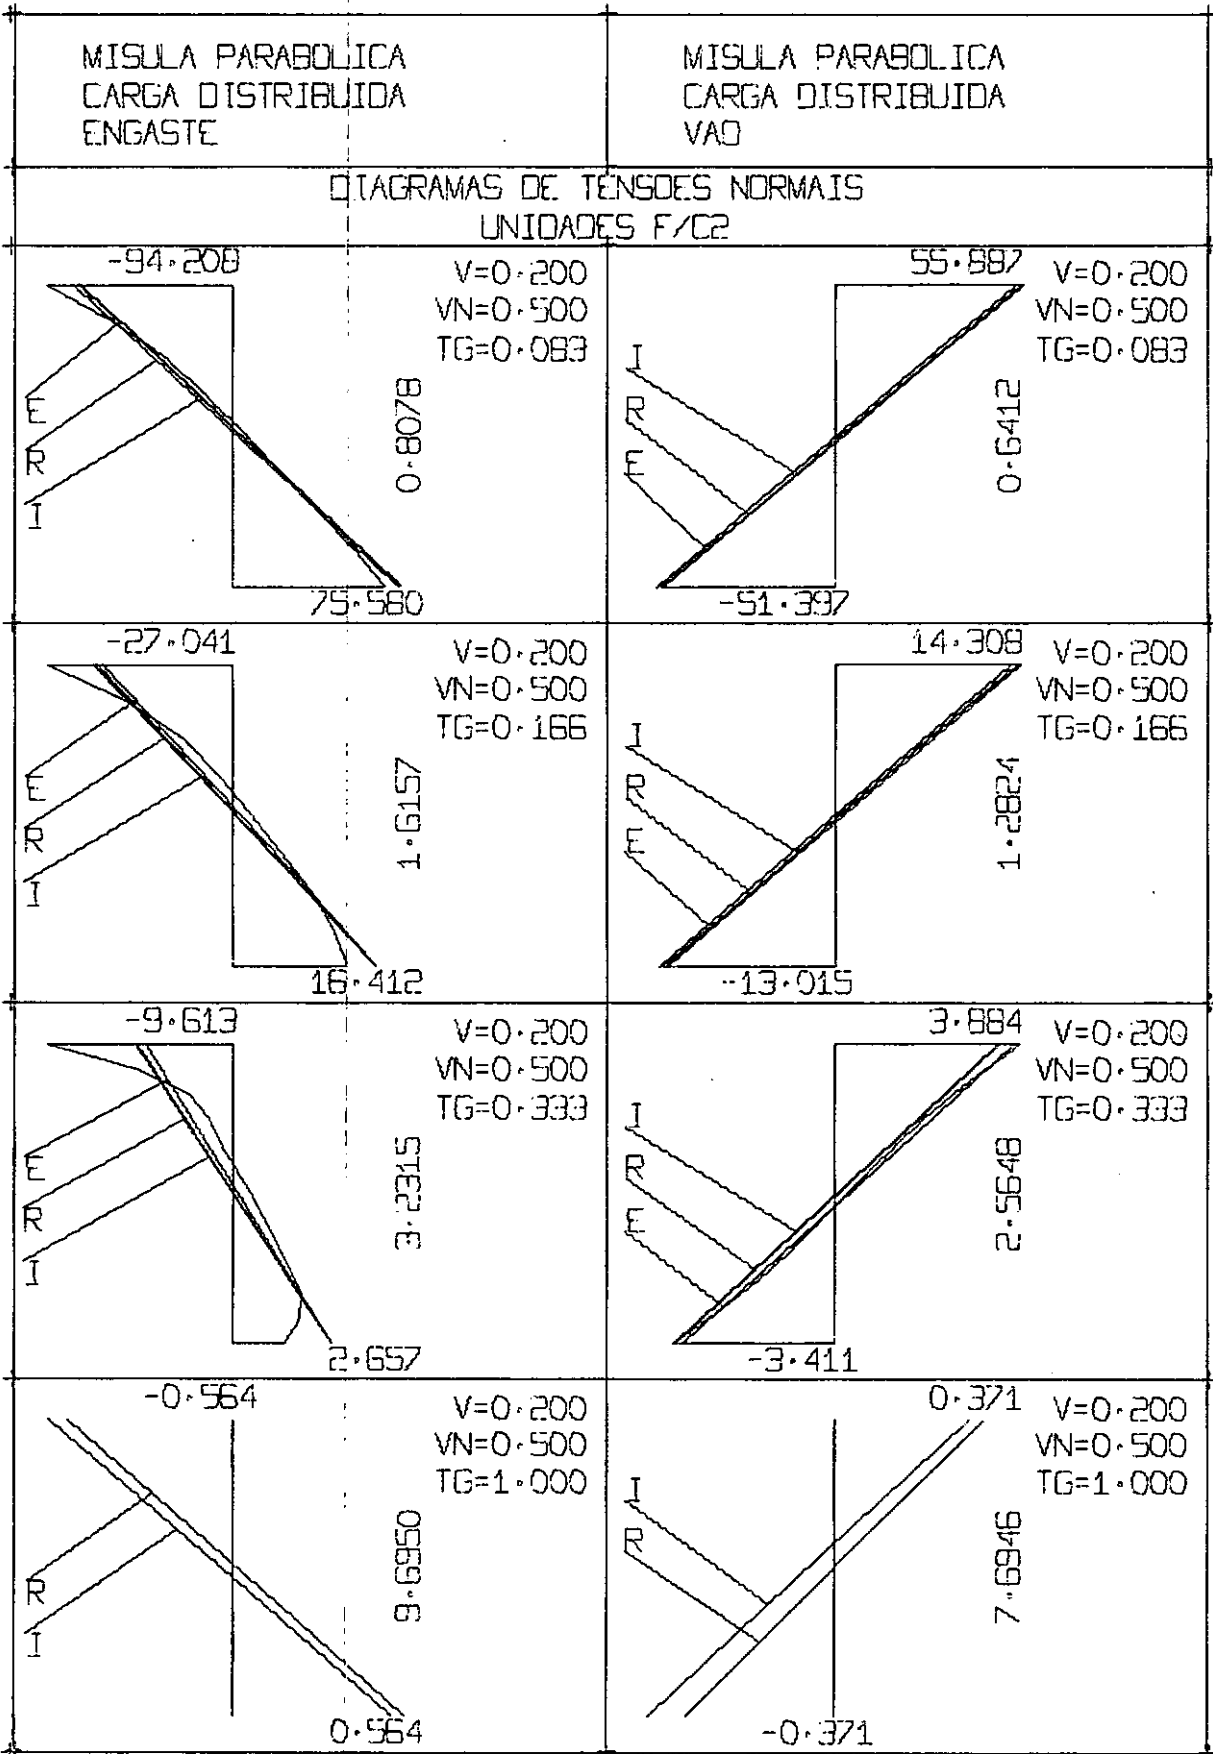 MISULA PARABOLICA
CARGA DISTRIBUIDA
ENGASTE
MISULA PARABOLICA
CARGA DISTRIBUIDA
VAO
DIAGRAMAS DE TENSOES NORMAIS
UNIDADES F/C2
-94.208
V=0.200
VN=0.500
TG=0.083
E
R
I
0.8078
75.580
55.887
V=0.200
VN=0.500
TG=0.083
I
R
E
0.6412
-51.397
-27.041
V=0.200
VN=0.500
TG=0.166
E
R
I
1.6157
16.412
14.308
V=0.200
VN=0.500
TG=0.166
I
R
E
1.2824
-13.015
-9.613
V=0.200
VN=0.500
TG=0.333
E
R
I
3.2315
2.657
3.884
V=0.200
VN=0.500
TG=0.333
I
R
E
2.5648
-3.411
-0.564
V=0.200
VN=0.500
TG=1.000
R
I
9.6950
0.564
0.371
V=0.200
VN=0.500
TG=1.000
I
R
7.6946
-0.371